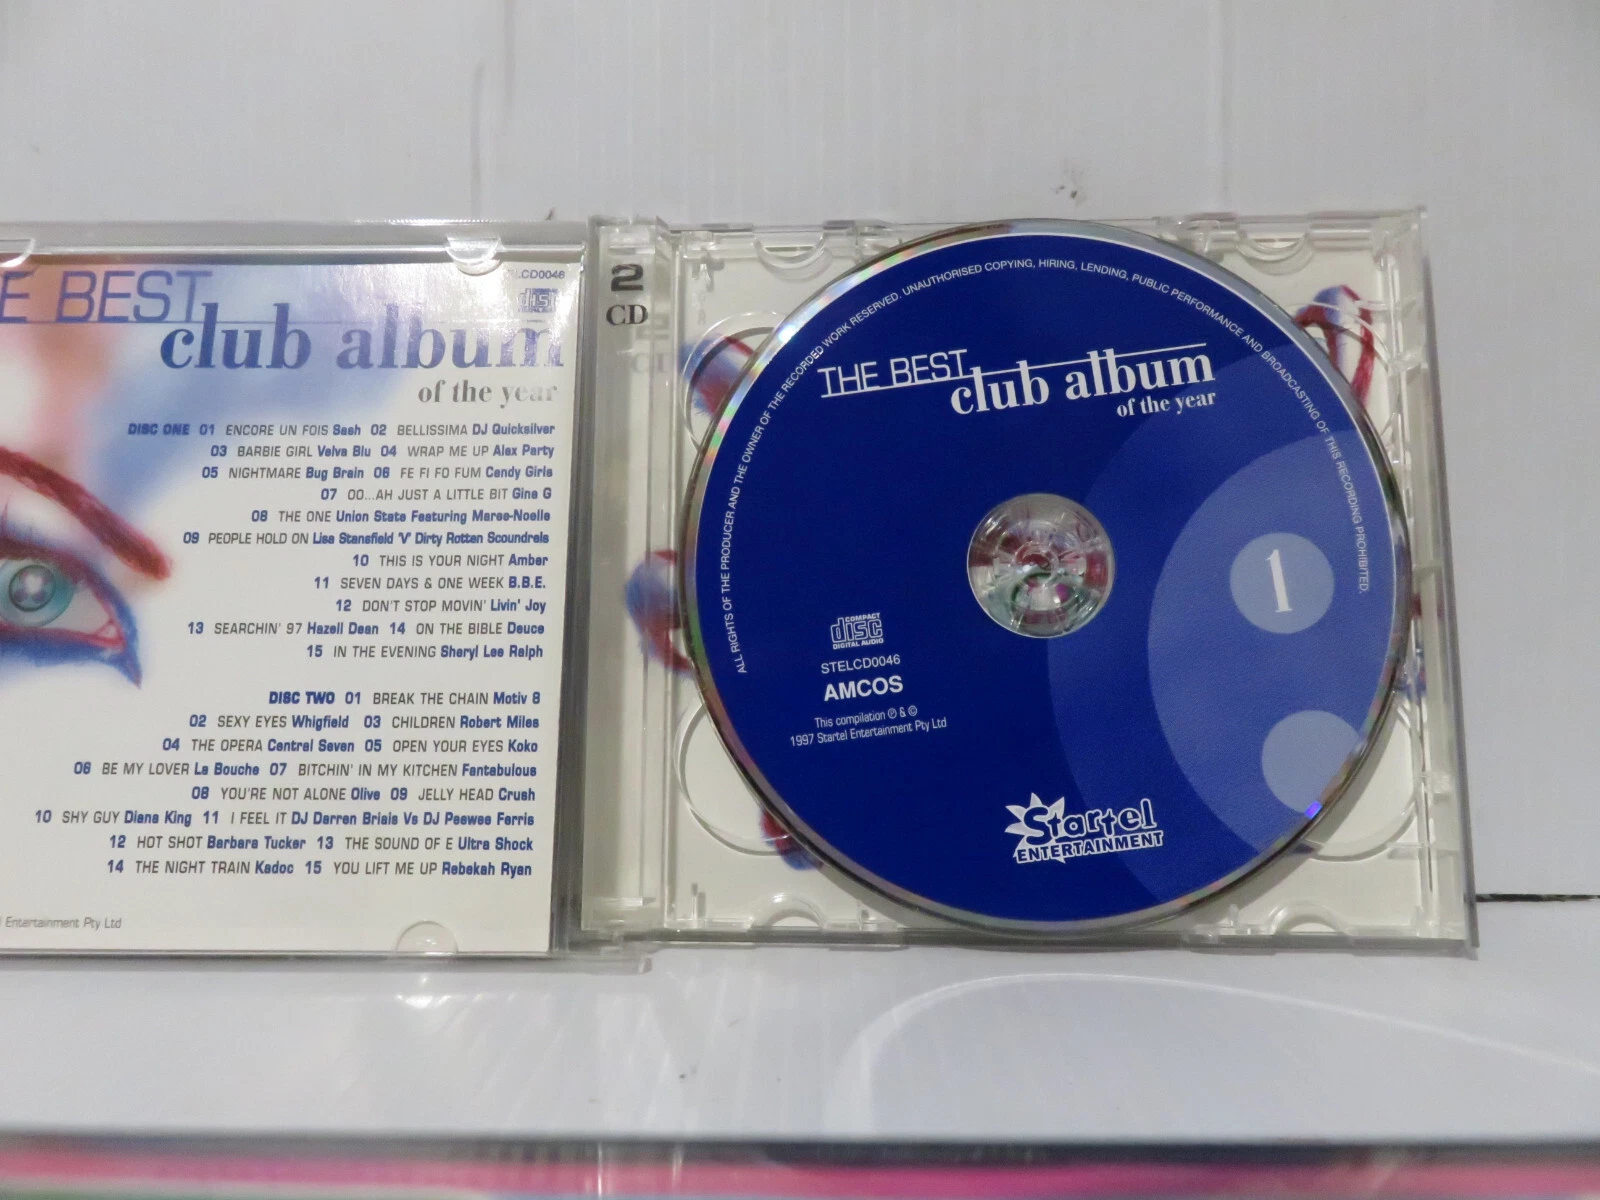 E BEST
club album
of the year
LCD0046
disc
DISC ONE 01 ENCORE UN FOIS Sash 02 BELLISSIMA DJ Quicksilver
03 BARBIE GIRL Velva Blu 04 WRAP ME UP Alex Party
05 NIGHTMARE Bug Brain 06 FE FI FO FUM Candy Girls
07 OO...AH JUST A LITTLE BIT Gina G
08 THE ONE Union State Featuring Maree-Noelle
09 PEOPLE HOLD ON Lisa Stansfield 'V' Dirty Rotten Scoundrels
10 THIS IS YOUR NIGHT Amber
11 SEVEN DAYS & ONE WEEK B.B.E.
12 DON'T STOP MOVIN' Livin' Joy
13 SEARCHIN' 97 Hazell Dean 14 ON THE BIBLE Deuce
15 IN THE EVENING Sheryl Lee Ralph
DISC TWO 01 BREAK THE CHAIN Motiv 8
02 SEXY EYES Whigfield 03 CHILDREN Robert Miles
04 THE OPERA Central Seven 05 OPEN YOUR EYES Koko
06 BE MY LOVER La Bouche 07 BITCHIN' IN MY KITCHEN Fantabulous
08 YOU'RE NOT ALONE Olive 09 JELLY HEAD Crush
10 SHY GUY Diana King 11 I FEEL IT DJ Darren Briais Vs DJ Peewee Ferris
12 HOT SHOT Barbara Tucker 13 THE SOUND OF E Ultra Shock
14 THE NIGHT TRAIN Kadoc 15 YOU LIFT ME UP Rebekah Ryan
l Entertainment Pty Ltd
2
CD
ALL RIGHTS OF THE PRODUCER AND THE OWNER OF THE RECORDED WORK RESERVED. UNAUTHORISED COPYING, HIRING, LENDING, PUBLIC PERFORMANCE AND BROADCASTING OF THIS RECORDING PROHIBITED.
THE BEST
club album
of the year
1
COMPACT
disc
DIGITAL AUDIO
STELCD0046
AMCOS
This compilation ℗ & ©
1997 Startel Entertainment Pty Ltd
Startel
ENTERTAINMENT